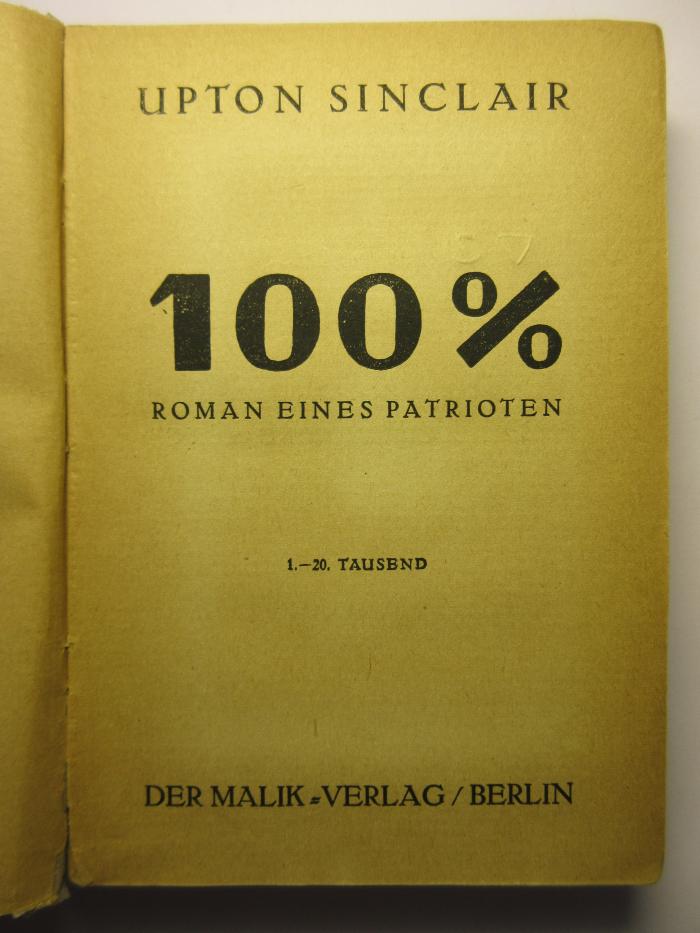 UPTON SINCLAIR
100%
ROMAN EINES PATRIOTEN
1.–20. TAUSEND
DER MALIK=VERLAG / BERLIN